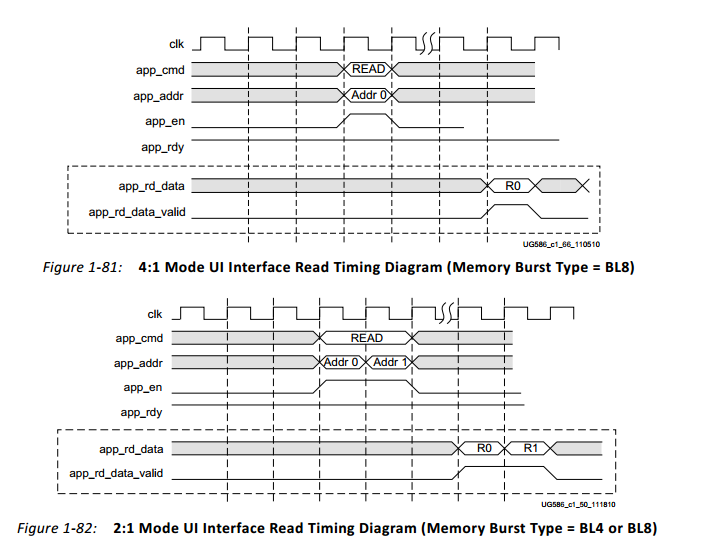 clk
app_cmd READ
app_addr Addr 0
app_en
app_rdy
app_rd_data R0
app_rd_data_valid
UG586_c1_66_110510
Figure 1-81: 4:1 Mode UI Interface Read Timing Diagram (Memory Burst Type = BL8)
clk
app_cmd READ
app_addr Addr 0 Addr 1
app_en
app_rdy
app_rd_data R0 R1
app_rd_data_valid
UG586_c1_50_111810
Figure 1-82: 2:1 Mode UI Interface Read Timing Diagram (Memory Burst Type = BL4 or BL8)